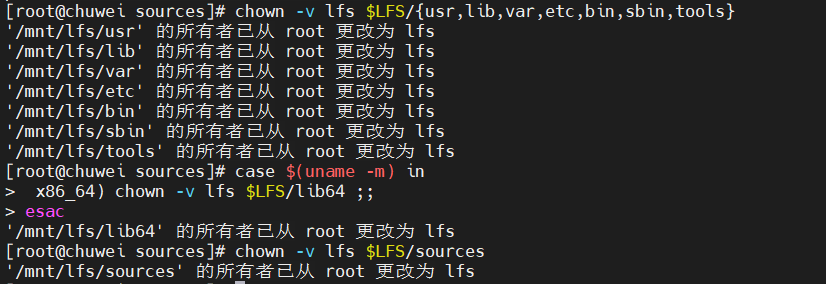 [root@chuwei sources]# chown -v lfs $LFS/{usr,lib,var,etc,bin,sbin,tools}
'/mnt/lfs/usr' 的所有者已从 root 更改为 lfs
'/mnt/lfs/lib' 的所有者已从 root 更改为 lfs
'/mnt/lfs/var' 的所有者已从 root 更改为 lfs
'/mnt/lfs/etc' 的所有者已从 root 更改为 lfs
'/mnt/lfs/bin' 的所有者已从 root 更改为 lfs
'/mnt/lfs/sbin' 的所有者已从 root 更改为 lfs
'/mnt/lfs/tools' 的所有者已从 root 更改为 lfs
[root@chuwei sources]# case $(uname -m) in
>  x86_64) chown -v lfs $LFS/lib64 ;;
> esac
'/mnt/lfs/lib64' 的所有者已从 root 更改为 lfs
[root@chuwei sources]# chown -v lfs $LFS/sources
'/mnt/lfs/sources' 的所有者已从 root 更改为 lfs